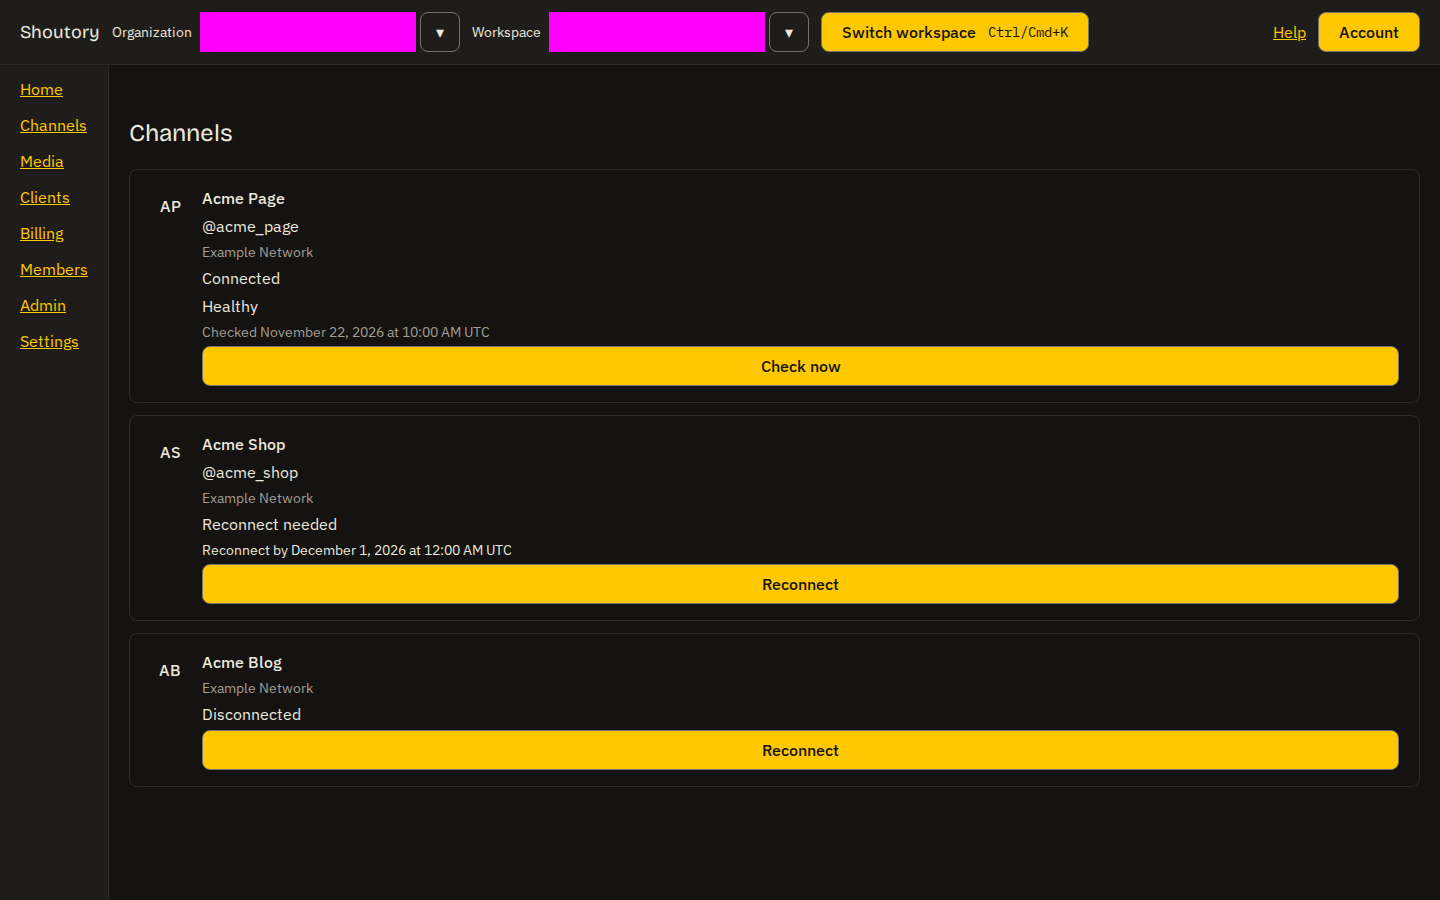 Shoutory Organization ▾ Workspace ▾ Switch workspace Ctrl/Cmd+K Help Account
Home
Channels
Media
Clients
Billing
Members
Admin
Settings
Channels
AP Acme Page
@acme_page
Example Network
Connected
Healthy
Checked November 22, 2026 at 10:00 AM UTC
Check now
AS Acme Shop
@acme_shop
Example Network
Reconnect needed
Reconnect by December 1, 2026 at 12:00 AM UTC
Reconnect
AB Acme Blog
Example Network
Disconnected
Reconnect